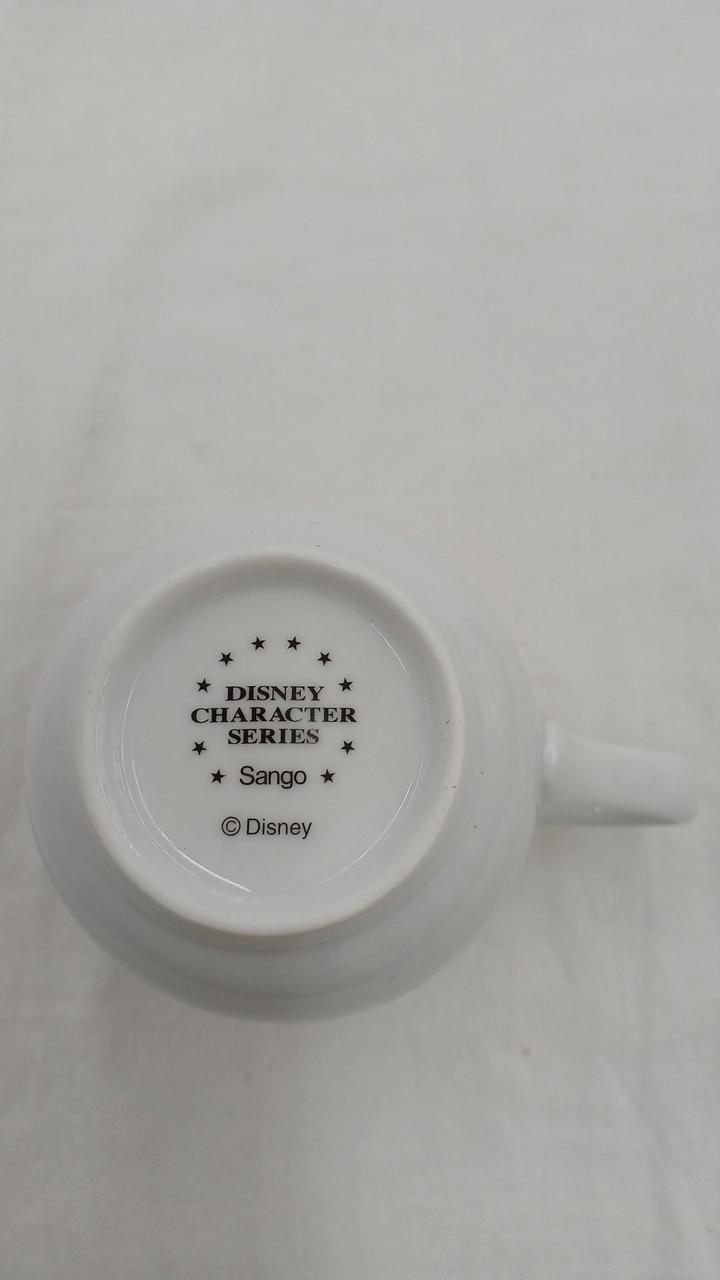 DISNEY
CHARACTER
SERIES
Sango
© Disney